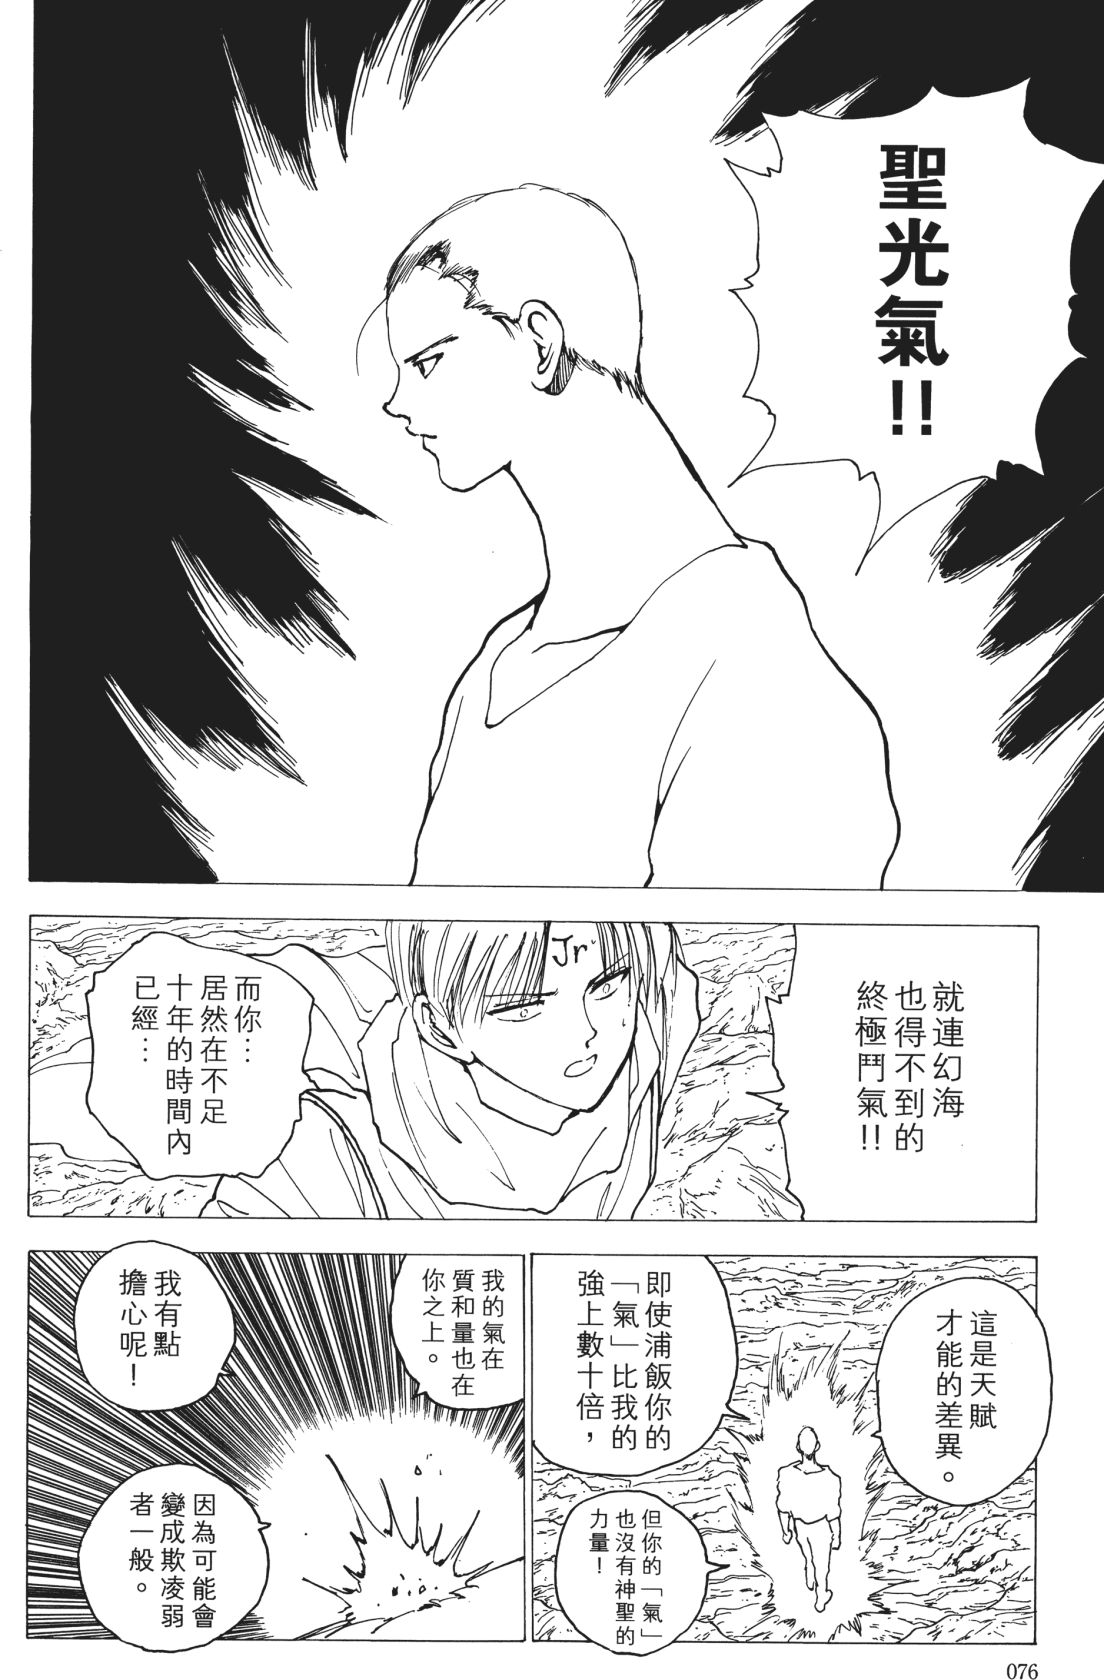 聖光氣!!
就連幻海
也得不到的
終極鬥氣!!
Jr
而你…
居然在不足
十年的時間內
已經…
這是天賦
才能的差異。
即使浦飯你的
「氣」比我的
強上數十倍,
但你的「氣」
也沒有神聖的
力量!
我的氣在
質和量也在
你之上。
我有點
擔心呢!
因為可能會
變成欺凌弱
者一般。
076